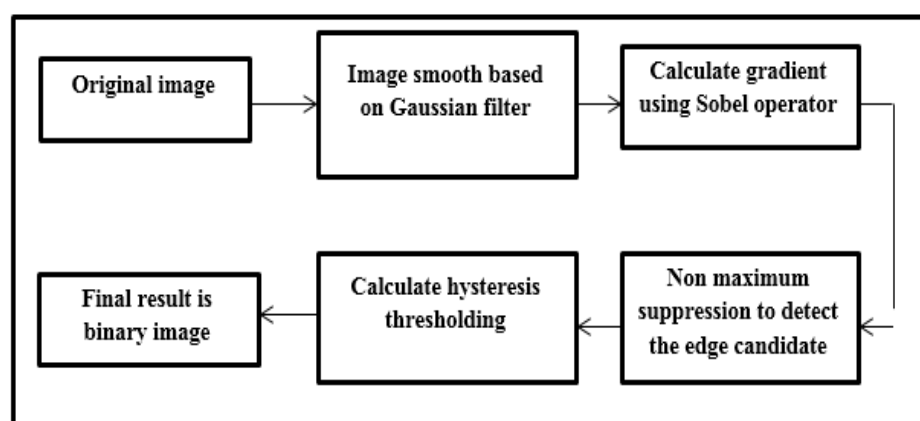 Original image
Image smooth based
on Gaussian filter
Calculate gradient
using Sobel operator
Non maximum
suppression to detect
the edge candidate
Calculate hysteresis
thresholding
Final result is
binary image